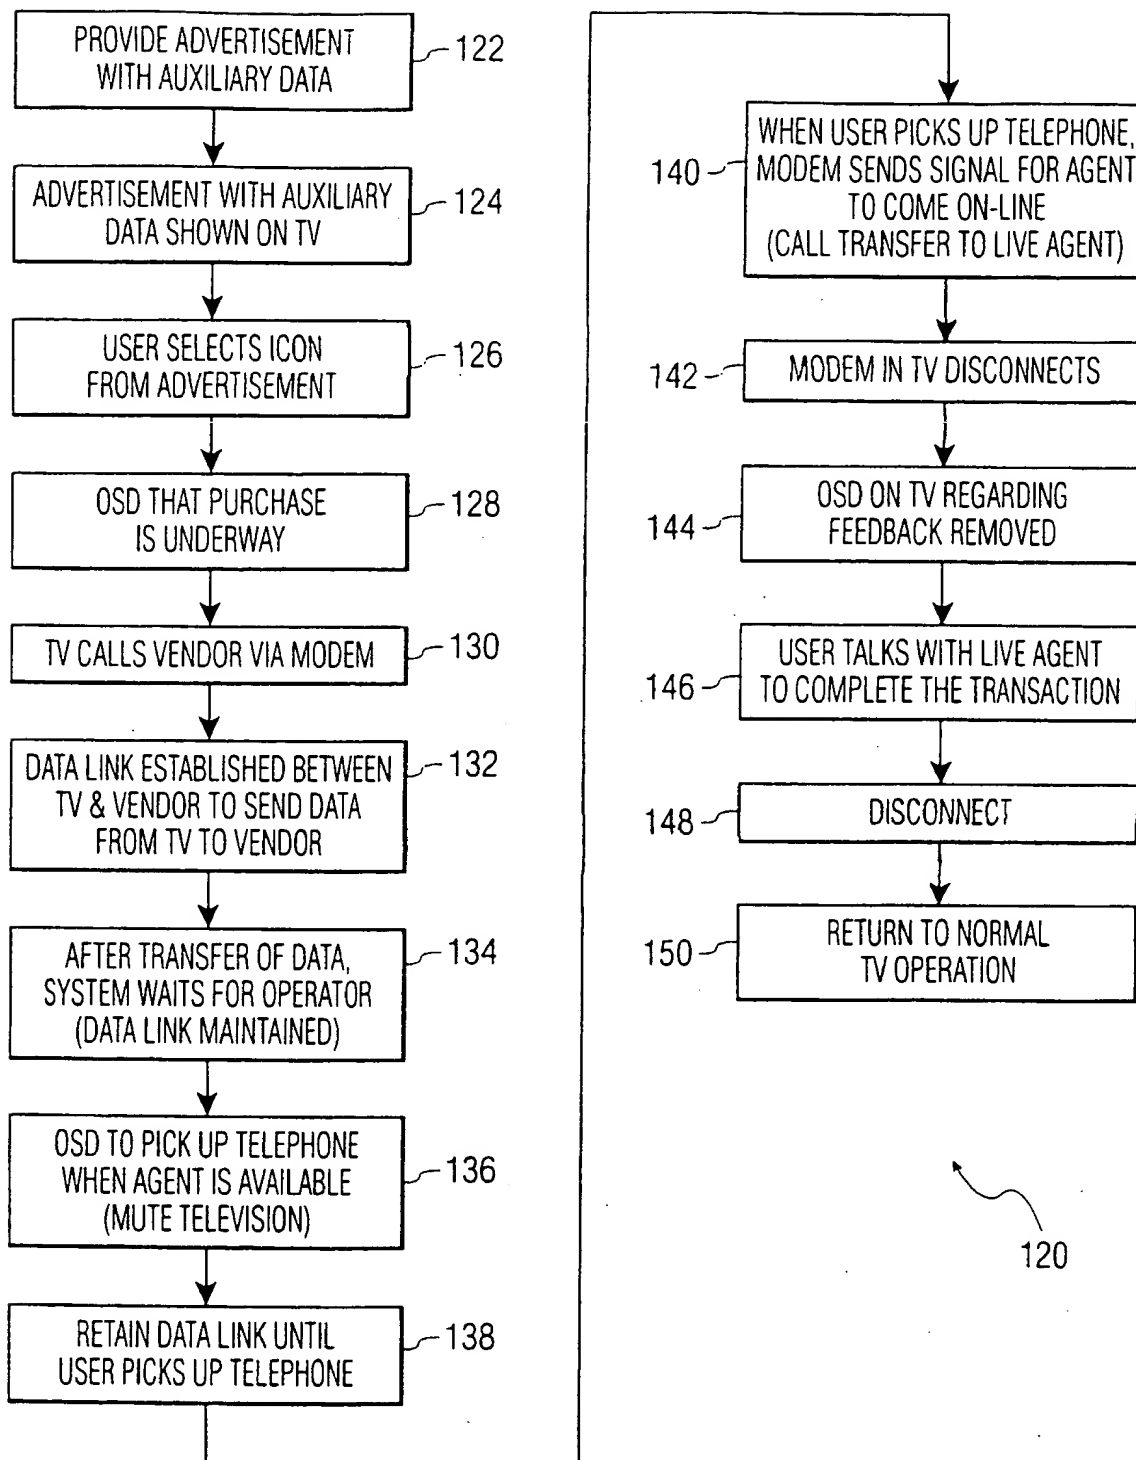 PROVIDE ADVERTISEMENT
WITH AUXILIARY DATA
122
ADVERTISEMENT WITH AUXILIARY
DATA SHOWN ON TV
124
USER SELECTS ICON
FROM ADVERTISEMENT
126
OSD THAT PURCHASE
IS UNDERWAY
128
TV CALLS VENDOR VIA MODEM
130
DATA LINK ESTABLISHED BETWEEN
TV & VENDOR TO SEND DATA
FROM TV TO VENDOR
132
AFTER TRANSFER OF DATA,
SYSTEM WAITS FOR OPERATOR
(DATA LINK MAINTAINED)
134
OSD TO PICK UP TELEPHONE
WHEN AGENT IS AVAILABLE
(MUTE TELEVISION)
136
RETAIN DATA LINK UNTIL
USER PICKS UP TELEPHONE
138
WHEN USER PICKS UP TELEPHONE,
MODEM SENDS SIGNAL FOR AGENT
TO COME ON-LINE
(CALL TRANSFER TO LIVE AGENT)
140
MODEM IN TV DISCONNECTS
142
OSD ON TV REGARDING
FEEDBACK REMOVED
144
USER TALKS WITH LIVE AGENT
TO COMPLETE THE TRANSACTION
146
DISCONNECT
148
RETURN TO NORMAL
TV OPERATION
150
120